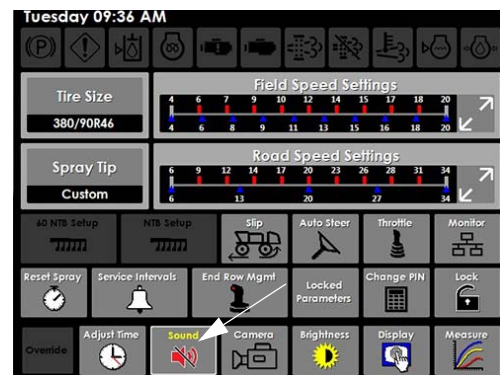 Tuesday 09:36 AM
Tire Size
380/90R46
Field Speed Settings
4 6 7 9 10 12 14 15 17 18 20
4 6 8 9 11 13 15 16 18 20
Spray Tip
Custom
Road Speed Settings
6 9 12 14 17 20 23 26 28 31 34
6 13 20 27 34
60 NTB Setup
NTB Setup
Slip
Auto Steer
Throttle
Monitor
Reset Spray
Service Intervals
End Row Mgmt
Locked
Parameters
Change PIN
Lock
Override
Adjust Time
Sound
Camera
Brightness
Display
Measure